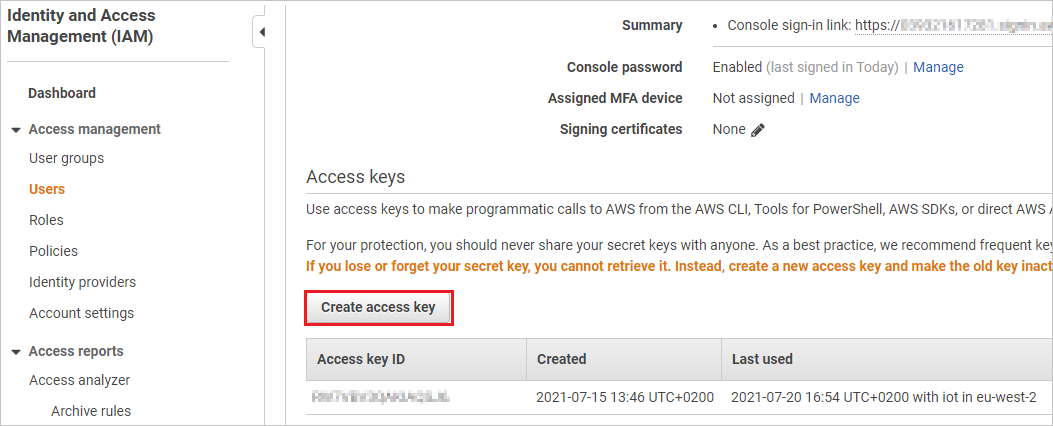 Identity and Access
Management (IAM)
Dashboard
Access management
User groups
Users
Roles
Policies
Identity providers
Account settings
Access reports
Access analyzer
Archive rules
Summary
• Console sign-in link: https://
Console password
Enabled (last signed in Today) | Manage
Assigned MFA device
Not assigned | Manage
Signing certificates
None
Access keys
Use access keys to make programmatic calls to AWS from the AWS CLI, Tools for PowerShell, AWS SDKs, or direct AWS
For your protection, you should never share your secret keys with anyone. As a best practice, we recommend frequent key
If you lose or forget your secret key, you cannot retrieve it. Instead, create a new access key and make the old key inact
Create access key
Access key ID
Created
Last used
2021-07-15 13:46 UTC+0200
2021-07-20 16:54 UTC+0200 with iot in eu-west-2